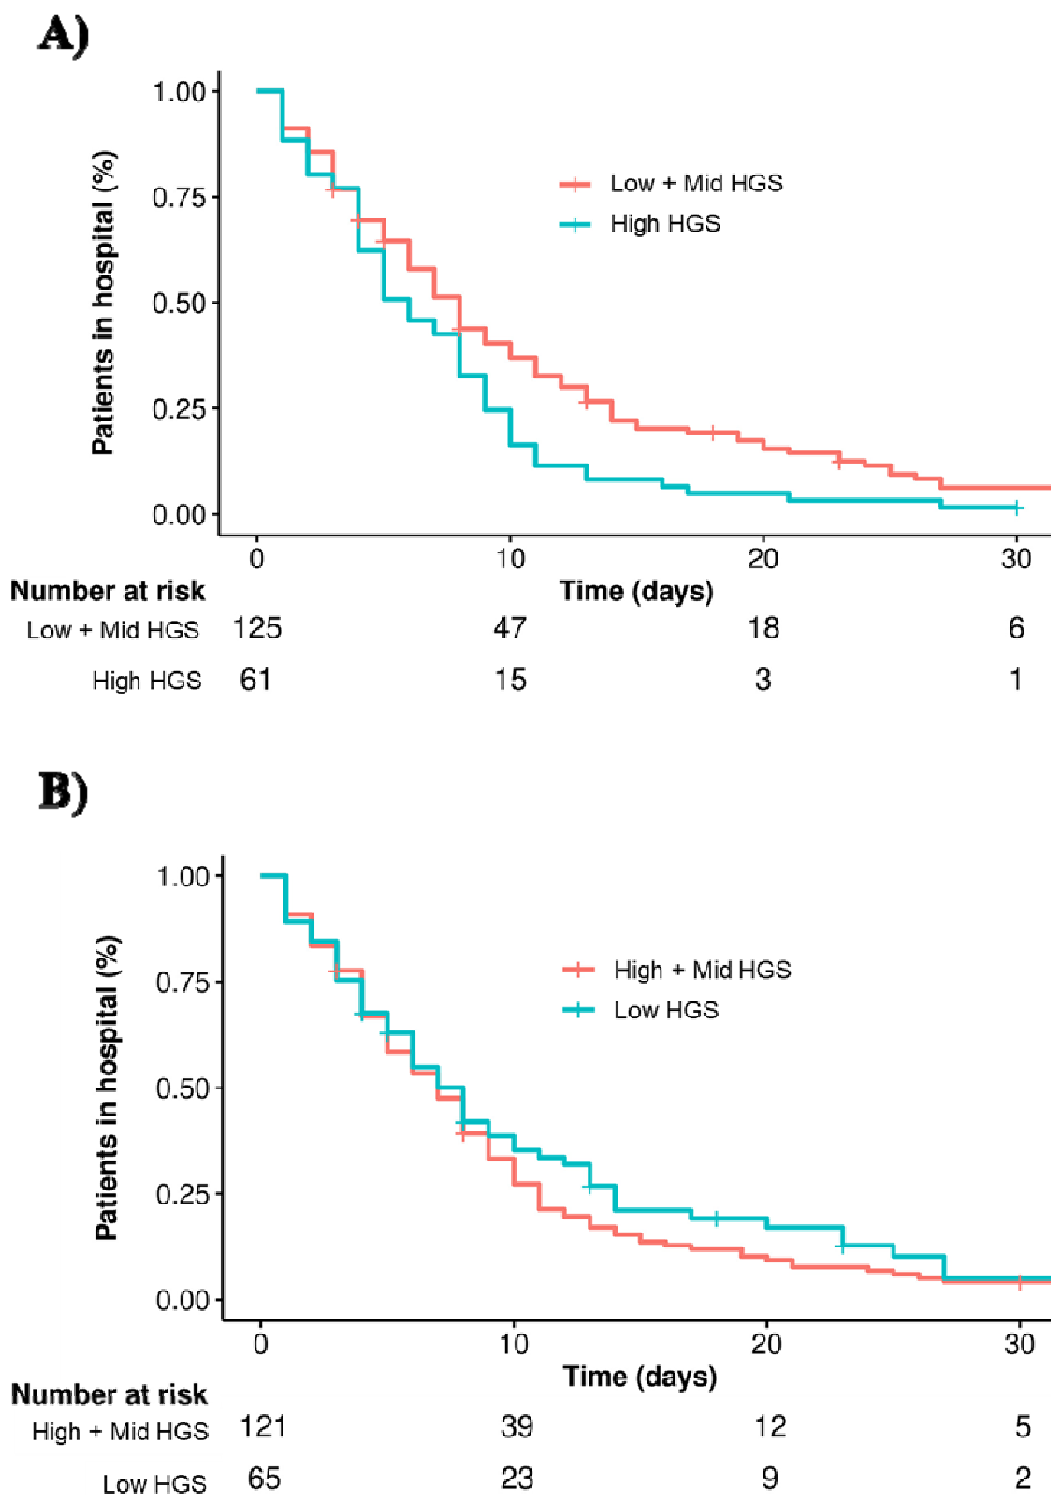 A)
1.00
0.75
0.50
0.25
0.00
Patients in hospital (%)
Low + Mid HGS
High HGS
0 10 20 30
Time (days)
Number at risk
Low + Mid HGS 125 47 18 6
High HGS 61 15 3 1
B)
1.00
0.75
0.50
0.25
0.00
Patients in hospital (%)
High + Mid HGS
Low HGS
0 10 20 30
Time (days)
Number at risk
High + Mid HGS 121 39 12 5
Low HGS 65 23 9 2